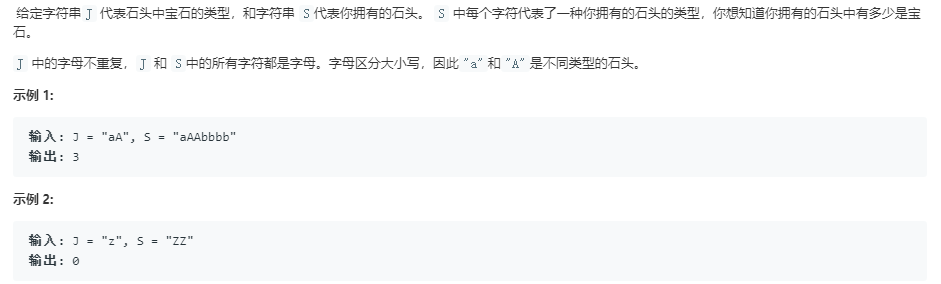 给定字符串 J 代表石头中宝石的类型，和字符串 S代表你拥有的石头。 S 中每个字符代表了一种你拥有的石头的类型，你想知道你拥有的石头中有多少是宝
石。
J 中的字母不重复，J 和 S中的所有字符都是字母。字母区分大小写，因此"a"和"A"是不同类型的石头。
示例 1:
输入: J = "aA", S = "aAAbbbb"
输出: 3
示例 2:
输入: J = "z", S = "ZZ"
输出: 0